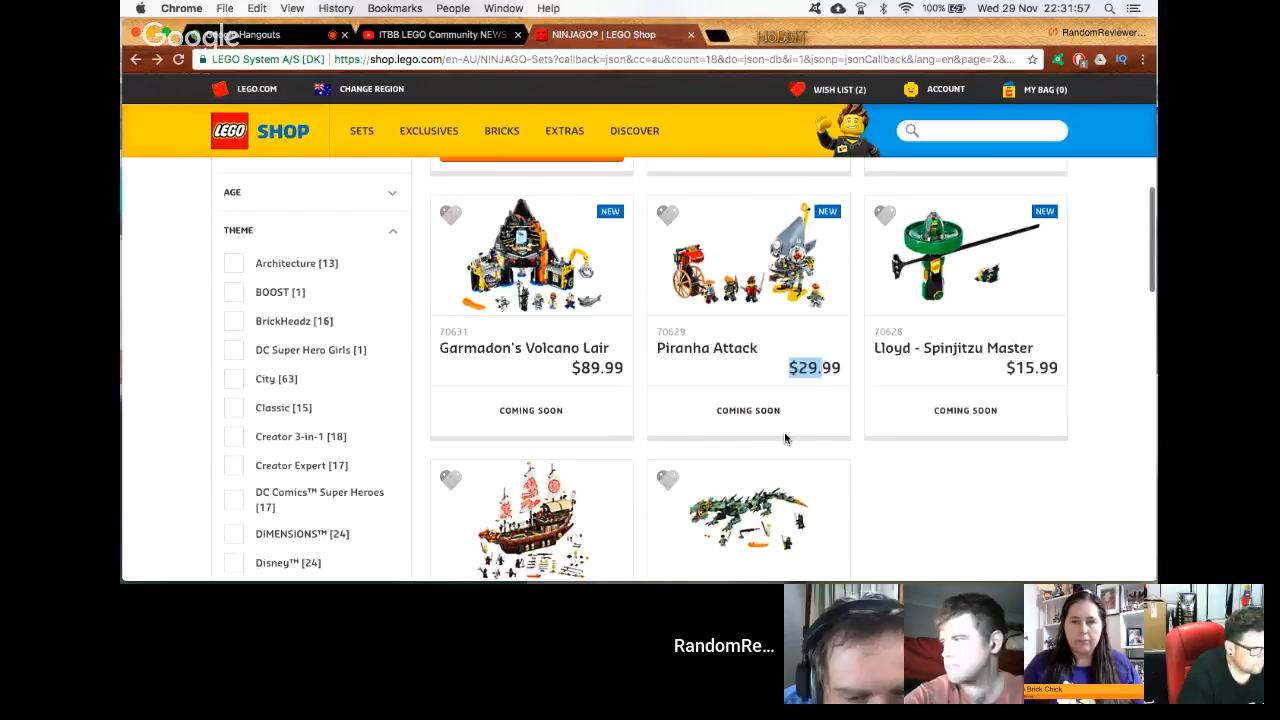 Chrome File Edit View History Bookmarks People Window Help 100% Wed 29 Nov 22:31:57
Google
Google Hangouts ITBB LEGO Community NEWS NINJAGO® | LEGO Shop HOBBIT RandomReviewer...
LEGO System A/S [DK] https://shop.lego.com/en-AU/NINJAGO-Sets?callback=json&cc=au&count=18&do=json-db&i=1&jsonp=jsonCallback&lang=en&page=2&...
LEGO.COM CHANGE REGION WISH LIST (2) ACCOUNT MY BAG (0)
LEGO SHOP SETS EXCLUSIVES BRICKS EXTRAS DISCOVER
AGE
THEME
Architecture [13]
BOOST [1]
BrickHeadz [16]
DC Super Hero Girls [1]
City [63]
Classic [15]
Creator 3-in-1 [18]
Creator Expert [17]
DC Comics™ Super Heroes
[17]
DIMENSIONS™ [24]
Disney™ [24]
NEW
70631
Garmadon's Volcano Lair
$89.99
COMING SOON
NEW
70629
Piranha Attack
$29.99
COMING SOON
NEW
70628
Lloyd - Spinjitzu Master
$15.99
COMING SOON
RandomRe...
Brick Chick